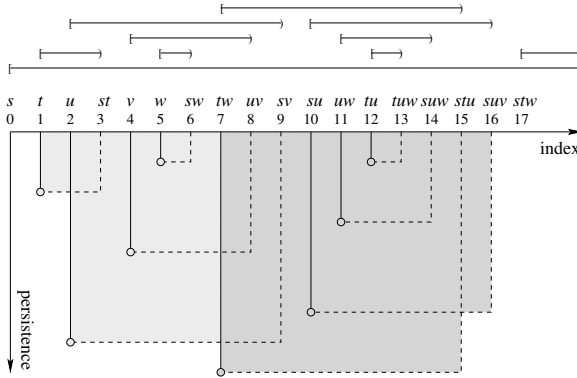 s t u st v w sw tw uv sv su uw tu tuw suw stu suv stw
0 1 2 3 4 5 6 7 8 9 10 11 12 13 14 15 16 17
index
persistence